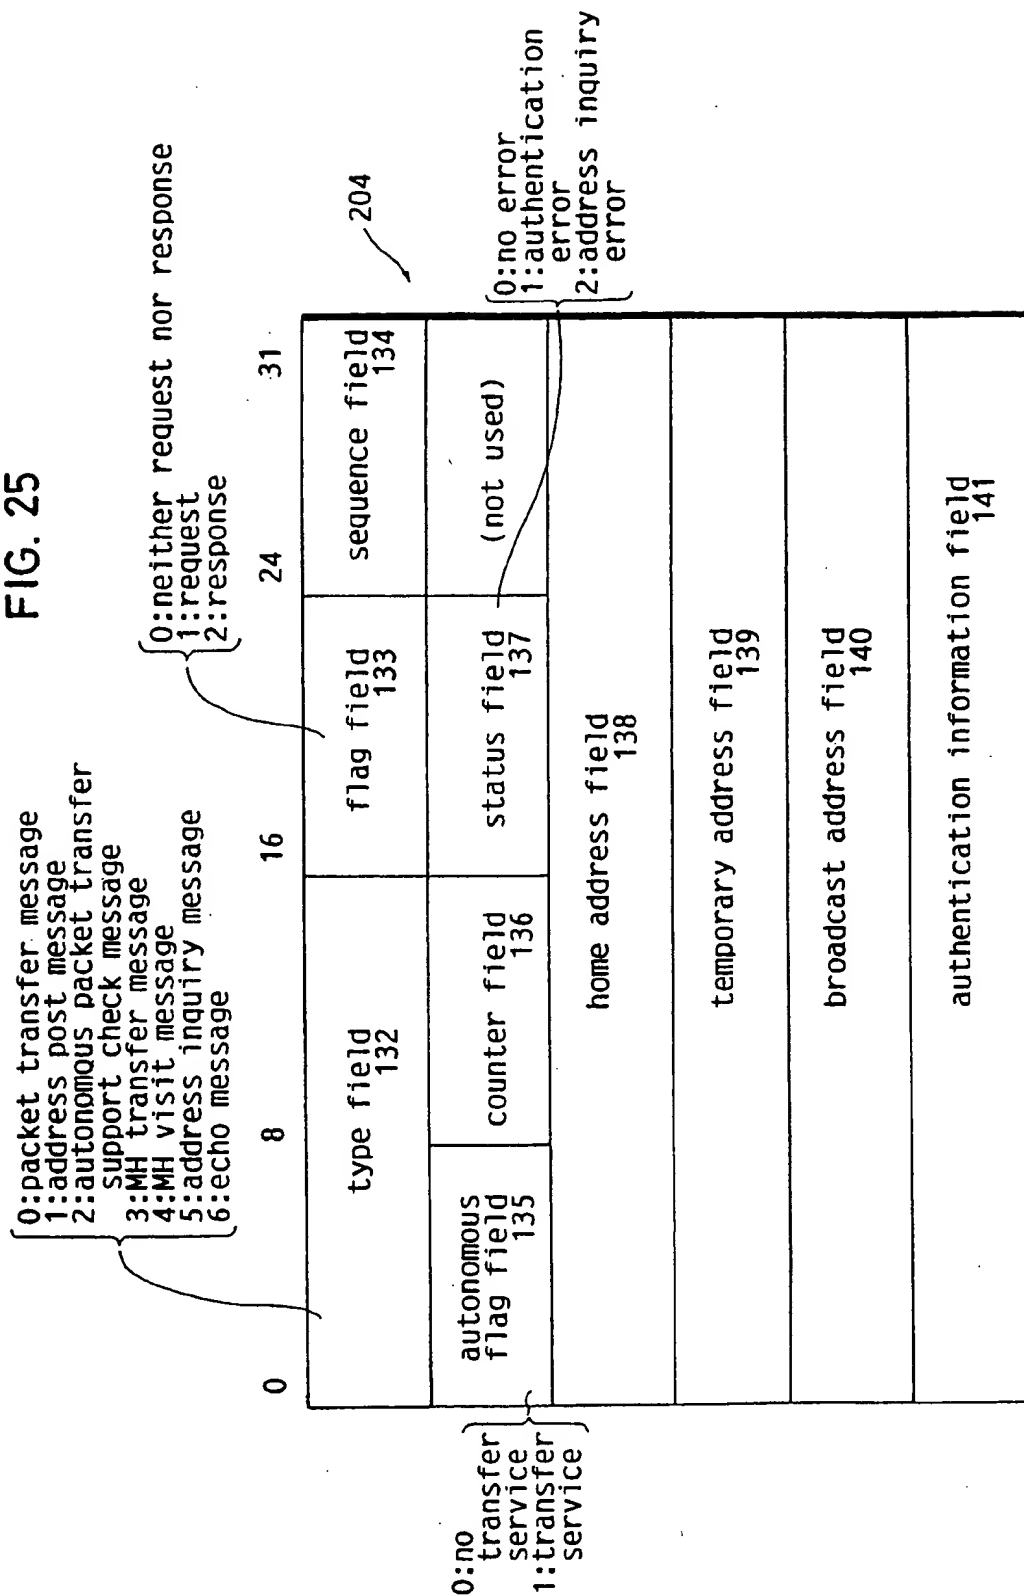 FIG. 25
0:packet transfer message
1:address post message
2:autonomous packet transfer
support check message
3:MH transfer message
4:MH visit message
5:address inquiry message
6:echo message
0:neither request nor response
1:request
2:response
204
0 8 16 24 31
type field
132
flag field
133
sequence field
134
0:no
transfer
service
1:transfer
service
autonomous
flag field
135
counter field
136
status field
137
(not used)
0:no error
1:authentication
error
2:address inquiry
error
home address field
138
temporary address field
139
broadcast address field
140
authentication information field
141